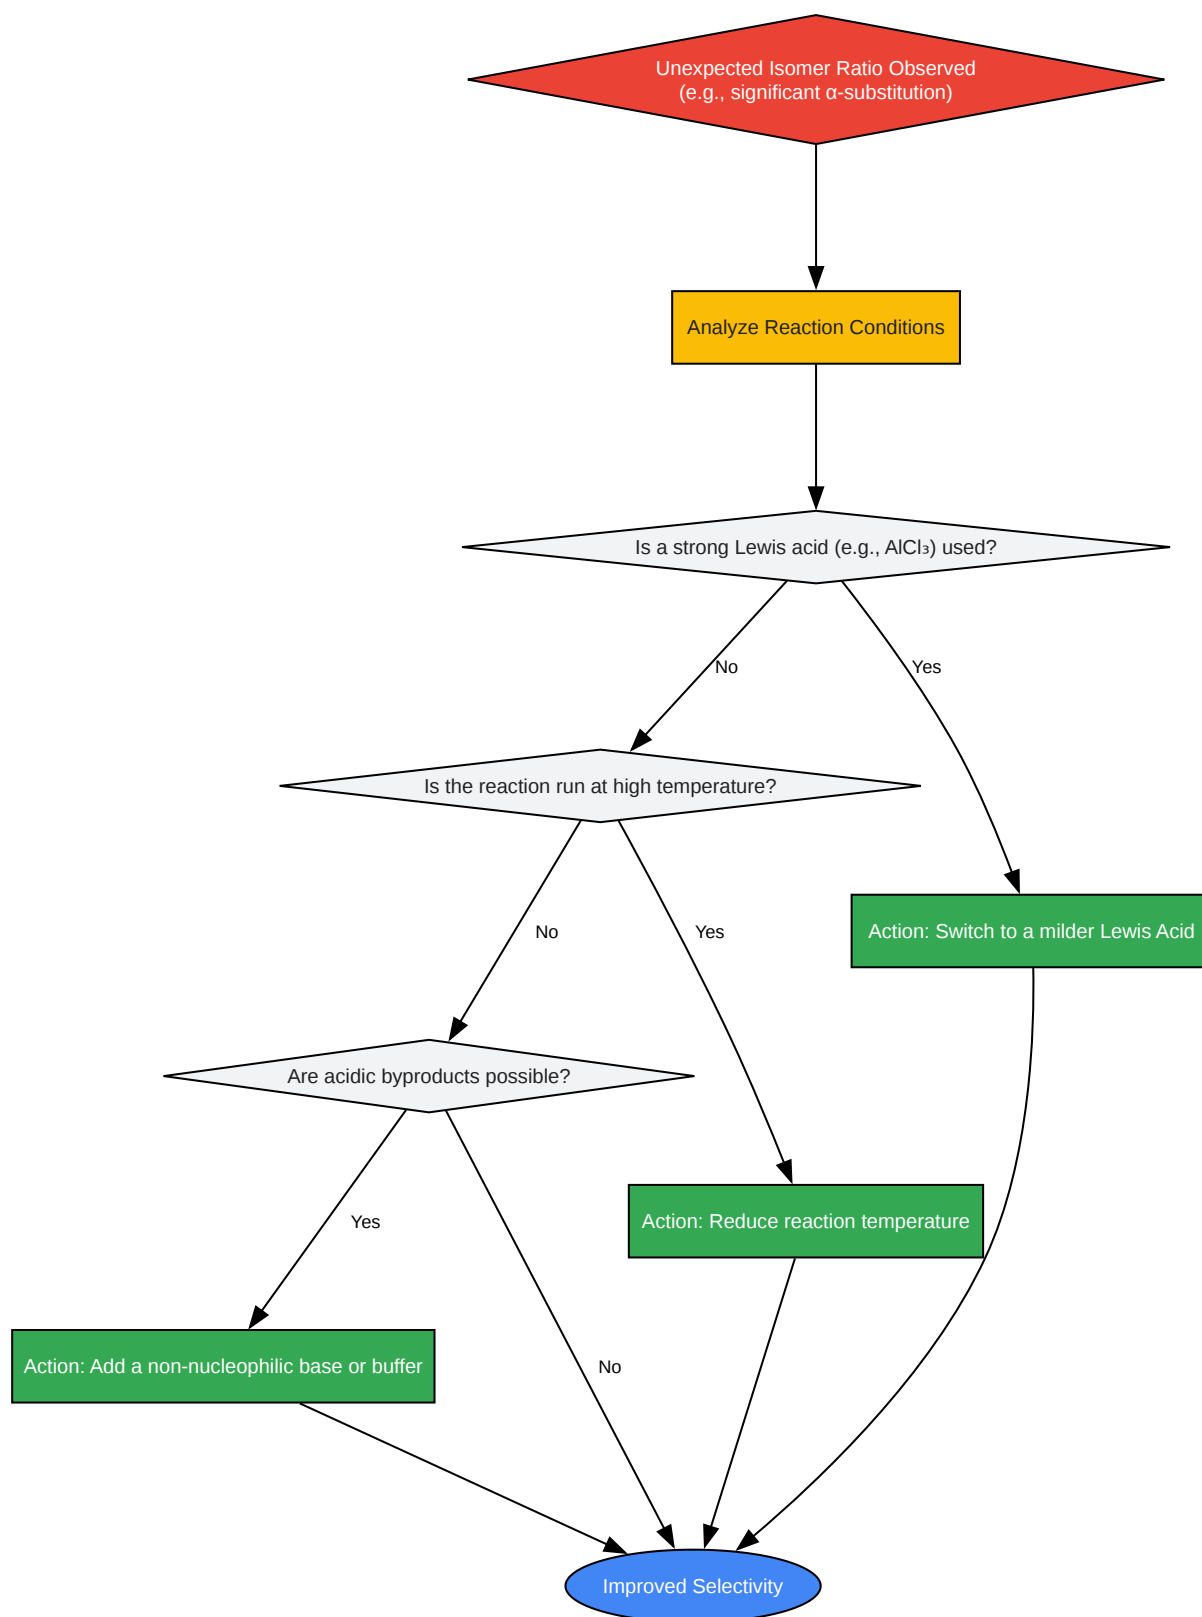 Unexpected Isomer Ratio Observed
(e.g., significant α-substitution)
Analyze Reaction Conditions
Is a strong Lewis acid (e.g., AlCl₃) used?
No
Yes
Is the reaction run at high temperature?
No
Yes
Action: Switch to a milder Lewis Acid
Are acidic byproducts possible?
Yes
Action: Reduce reaction temperature
No
Action: Add a non-nucleophilic base or buffer
Improved Selectivity